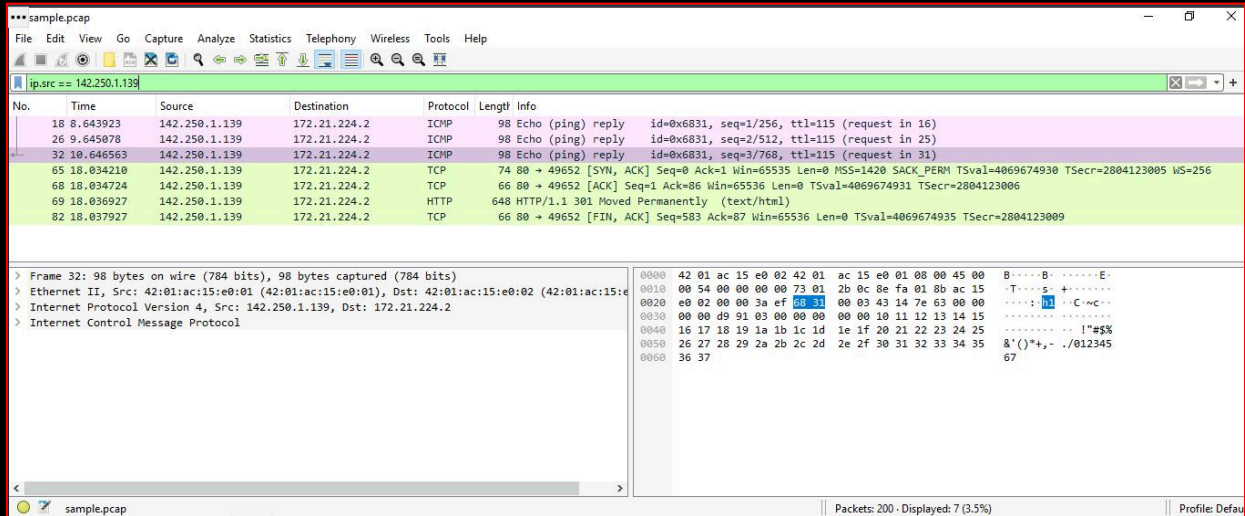 sample.pcap
File Edit View Go Capture Analyze Statistics Telephony Wireless Tools Help
ip.src == 142.250.1.139
No. Time Source Destination Protocol Length Info
18 8.643923 142.250.1.139 172.21.224.2 ICMP 98 Echo (ping) reply id=0x6831, seq=1/256, ttl=115 (request in 16)
26 9.645078 142.250.1.139 172.21.224.2 ICMP 98 Echo (ping) reply id=0x6831, seq=2/512, ttl=115 (request in 25)
32 10.646563 142.250.1.139 172.21.224.2 ICMP 98 Echo (ping) reply id=0x6831, seq=3/768, ttl=115 (request in 31)
65 18.034210 142.250.1.139 172.21.224.2 TCP 74 80 → 49652 [SYN, ACK] Seq=0 Ack=1 Win=65535 Len=0 MSS=1420 SACK_PERM TSval=4069674930 TSecr=2804123005 WS=256
68 18.034724 142.250.1.139 172.21.224.2 TCP 66 80 → 49652 [ACK] Seq=1 Ack=86 Win=65536 Len=0 TSval=4069674931 TSecr=2804123006
69 18.036927 142.250.1.139 172.21.224.2 HTTP 648 HTTP/1.1 301 Moved Permanently (text/html)
82 18.037927 142.250.1.139 172.21.224.2 TCP 66 80 → 49652 [FIN, ACK] Seq=583 Ack=87 Win=65536 Len=0 TSval=4069674935 TSecr=2804123009
> Frame 32: 98 bytes on wire (784 bits), 98 bytes captured (784 bits)
> Ethernet II, Src: 42:01:ac:15:e0:01 (42:01:ac:15:e0:01), Dst: 42:01:ac:15:e0:02 (42:01:ac:15:e
> Internet Protocol Version 4, Src: 142.250.1.139, Dst: 172.21.224.2
> Internet Control Message Protocol
0000 42 01 ac 15 e0 02 42 01 ac 15 e0 01 08 00 45 00 B·····B· ······E·
0010 00 54 00 00 00 00 73 01 2b 0c 8e fa 01 8b ac 15 ·T····s· +·······
0020 e0 02 00 00 3a ef 68 31 00 03 43 14 7e 63 00 00 ····:·h1 ··C·~c··
0030 00 00 d9 91 03 00 00 00 00 00 10 11 12 13 14 15 ········ ········
0040 16 17 18 19 1a 1b 1c 1d 1e 1f 20 21 22 23 24 25 ········ ·· !"#$%
0050 26 27 28 29 2a 2b 2c 2d 2e 2f 30 31 32 33 34 35 &'()*+,- ./012345
0060 36 37 67
sample.pcap Packets: 200 · Displayed: 7 (3.5%) Profile: Defau